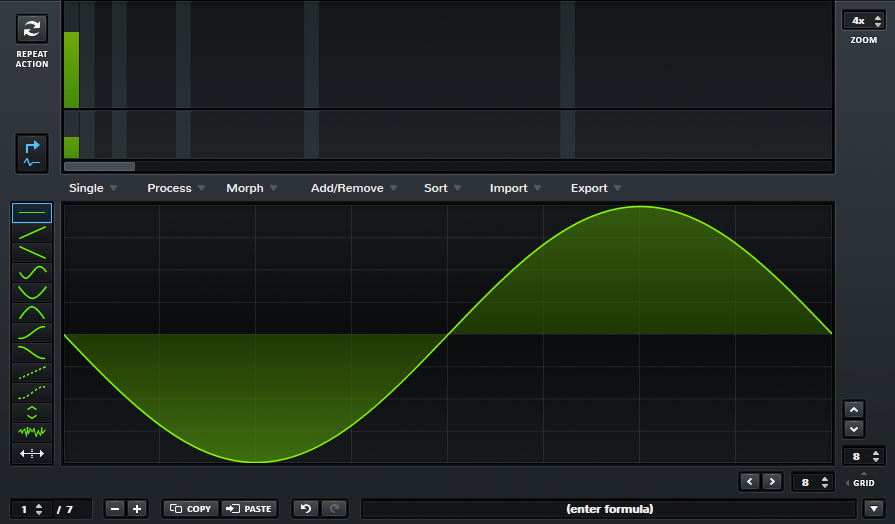 REPEAT
ACTION
4x
ZOOM
Single Process Morph Add/Remove Sort Import Export
8
8 GRID
1 / 7 COPY PASTE (enter formula)